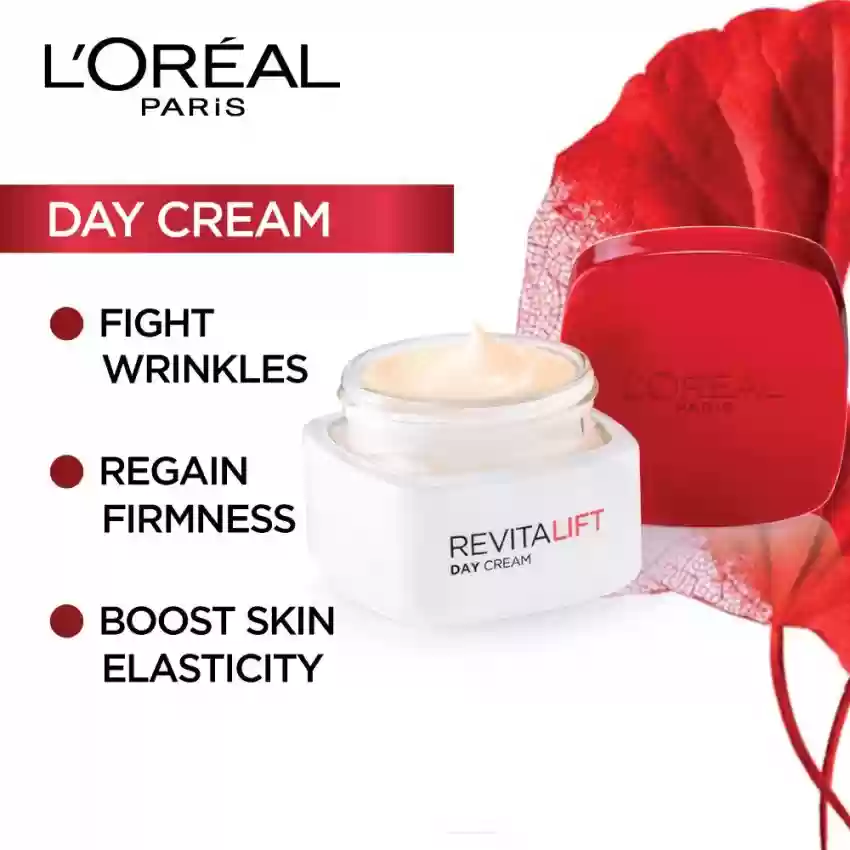 L'ORÉAL
PARiS
DAY CREAM
FIGHT
WRINKLES
REGAIN
FIRMNESS
BOOST SKIN
ELASTICITY
REVITALIFT
DAY CREAM
L'ORÉAL
PARIS